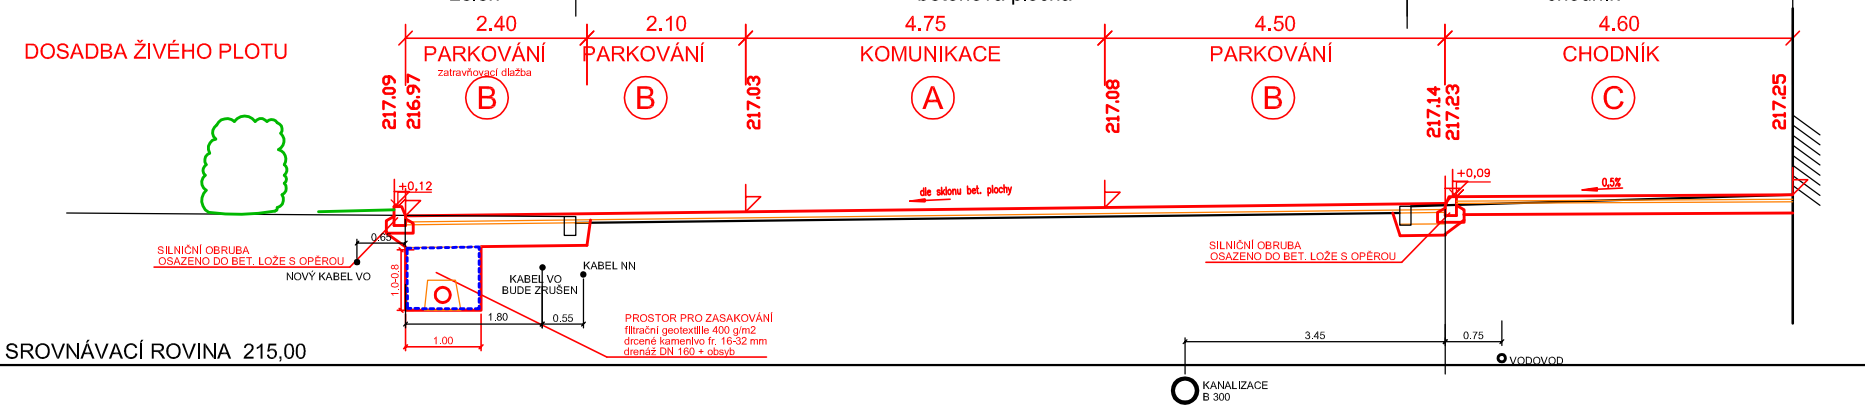 2.40
2.10
4.75
4.50
4.60
DOSADBA ŽIVÉHO PLOTU
PARKOVÁNÍ
zatravňovací dlažba
PARKOVÁNÍ
KOMUNIKACE
PARKOVÁNÍ
CHODNÍK
B
B
A
B
C
217.09
216.97
217.03
217.08
217.14
217.23
217.25
+0,12
dle sklonu bet. plochy
+0,09
0,5%
0.65
SILNIČNÍ OBRUBA
OSAZENO DO BET. LOŽE S OPĚROU
NOVÝ KABEL VO
1.0-0.8
KABEL VO
BUDE ZRUŠEN
KABEL NN
SILNIČNÍ OBRUBA
OSAZENO DO BET. LOŽE S OPĚROU
1.80
0.55
1.00
PROSTOR PRO ZASAKOVÁNÍ
filtrační geotextilie 400 g/m2
drcené kamenivo fr. 16-32 mm
drenáž DN 160 + obsyb
3.45
0.75
SROVNÁVACÍ ROVINA 215,00
VODOVOD
KANALIZACE
B 300